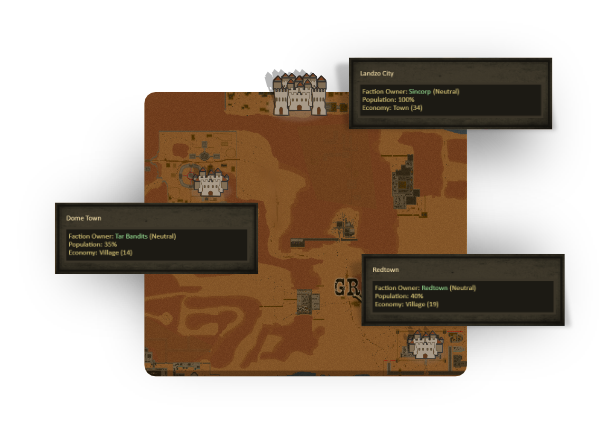 Landzo City
Faction Owner: Sincorp (Neutral)
Population: 100%
Economy: Town (34)
Dome Town
Faction Owner: Tar Bandits (Neutral)
Population: 35%
Economy: Village (14)
Redtown
Faction Owner: Redtown (Neutral)
Population: 40%
Economy: Village (19)
GR